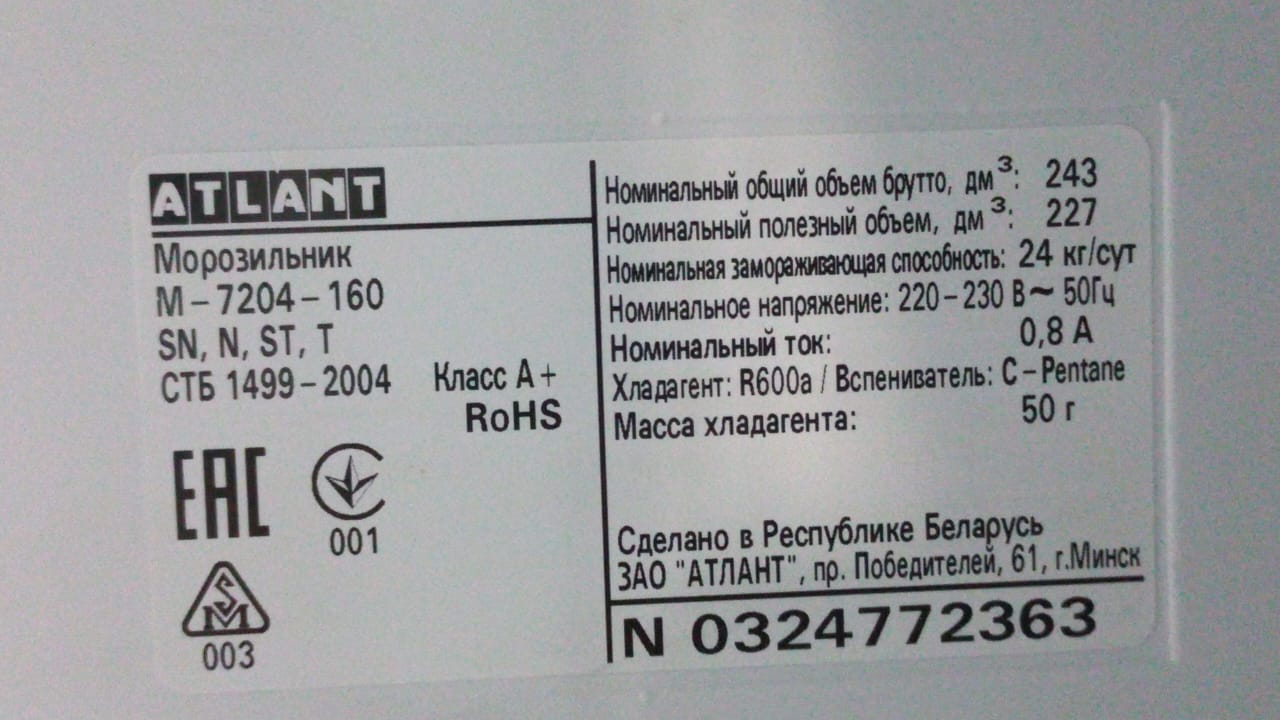 ATLANT
Морозильник
М-7204-160
SN, N, ST, T
СТБ 1499-2004
Класс А+
RoHS
EAC
001
SM
003
Номинальный общий объем брутто, дм³: 243
Номинальный полезный объем, дм³: 227
Номинальная замораживающая способность: 24 кг/сут
Номинальное напряжение: 220-230 В~ 50Гц
Номинальный ток: 0,8 А
Хладагент: R600a / Вспениватель: C-Pentane
Масса хладагента: 50 г
Сделано в Республике Беларусь
ЗАО "АТЛАНТ", пр. Победителей, 61, г.Минск
N 0324772363